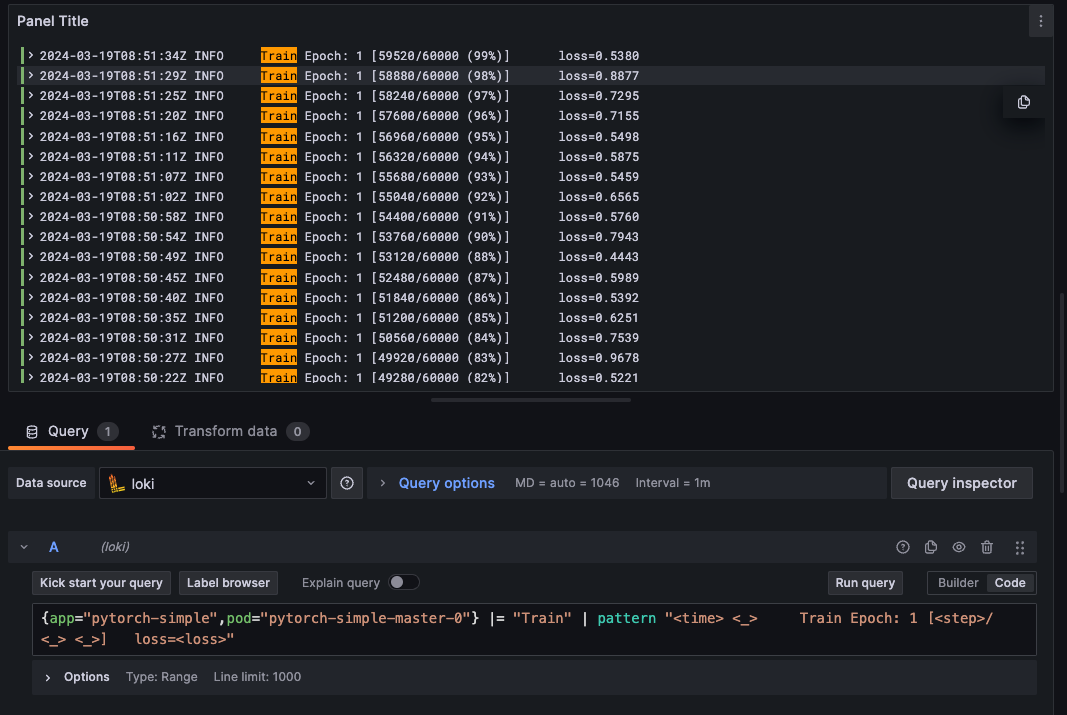 Panel Title
2024-03-19T08:51:34Z INFO Train Epoch: 1 [59520/60000 (99%)] loss=0.5380
2024-03-19T08:51:29Z INFO Train Epoch: 1 [58880/60000 (98%)] loss=0.8877
2024-03-19T08:51:25Z INFO Train Epoch: 1 [58240/60000 (97%)] loss=0.7295
2024-03-19T08:51:20Z INFO Train Epoch: 1 [57600/60000 (96%)] loss=0.7155
2024-03-19T08:51:16Z INFO Train Epoch: 1 [56960/60000 (95%)] loss=0.5498
2024-03-19T08:51:11Z INFO Train Epoch: 1 [56320/60000 (94%)] loss=0.5875
2024-03-19T08:51:07Z INFO Train Epoch: 1 [55680/60000 (93%)] loss=0.5459
2024-03-19T08:51:02Z INFO Train Epoch: 1 [55040/60000 (92%)] loss=0.6565
2024-03-19T08:50:58Z INFO Train Epoch: 1 [54400/60000 (91%)] loss=0.5760
2024-03-19T08:50:54Z INFO Train Epoch: 1 [53760/60000 (90%)] loss=0.7943
2024-03-19T08:50:49Z INFO Train Epoch: 1 [53120/60000 (88%)] loss=0.4443
2024-03-19T08:50:45Z INFO Train Epoch: 1 [52480/60000 (87%)] loss=0.5989
2024-03-19T08:50:40Z INFO Train Epoch: 1 [51840/60000 (86%)] loss=0.5392
2024-03-19T08:50:35Z INFO Train Epoch: 1 [51200/60000 (85%)] loss=0.6251
2024-03-19T08:50:31Z INFO Train Epoch: 1 [50560/60000 (84%)] loss=0.7539
2024-03-19T08:50:27Z INFO Train Epoch: 1 [49920/60000 (83%)] loss=0.9678
2024-03-19T08:50:22Z INFO Train Epoch: 1 [49280/60000 (82%)] loss=0.5221
Query 1 Transform data 0
Data source loki Query options MD = auto = 1046 Interval = 1m Query inspector
A (loki)
Kick start your query Label browser Explain query Run query Builder Code
{app="pytorch-simple",pod="pytorch-simple-master-0"} |= "Train" | pattern "<time> <_> Train Epoch: 1 [<step>/
<_> <_>] loss=<loss>"
Options Type: Range Line limit: 1000